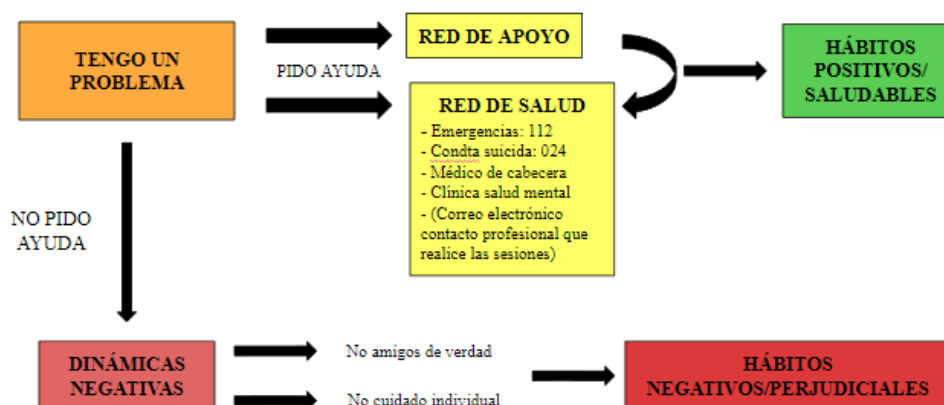 TENGO UN
PROBLEMA
PIDO AYUDA
RED DE APOYO
RED DE SALUD
- Emergencias: 112
- Condta suicida: 024
- Médico de cabecera
- Clínica salud mental
- (Correo electrónico
contacto profesional que
realice las sesiones)
HÁBITOS
POSITIVOS/
SALUDABLES
NO PIDO
AYUDA
DINÁMICAS
NEGATIVAS
No amigos de verdad
No cuidado individual
HÁBITOS
NEGATIVOS/PERJUDICIALES